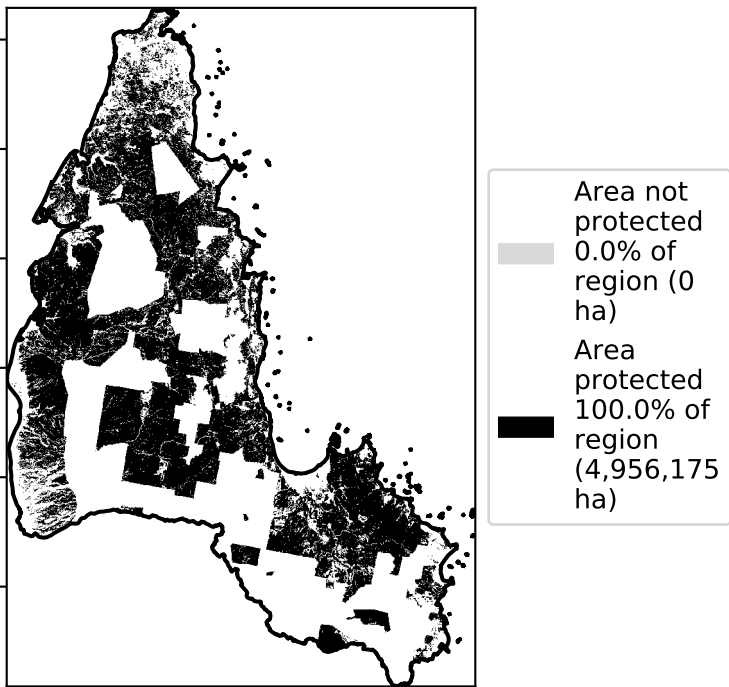 Area not
protected
0.0% of
region (0
ha)
Area
protected
100.0% of
region
(4,956,175
ha)